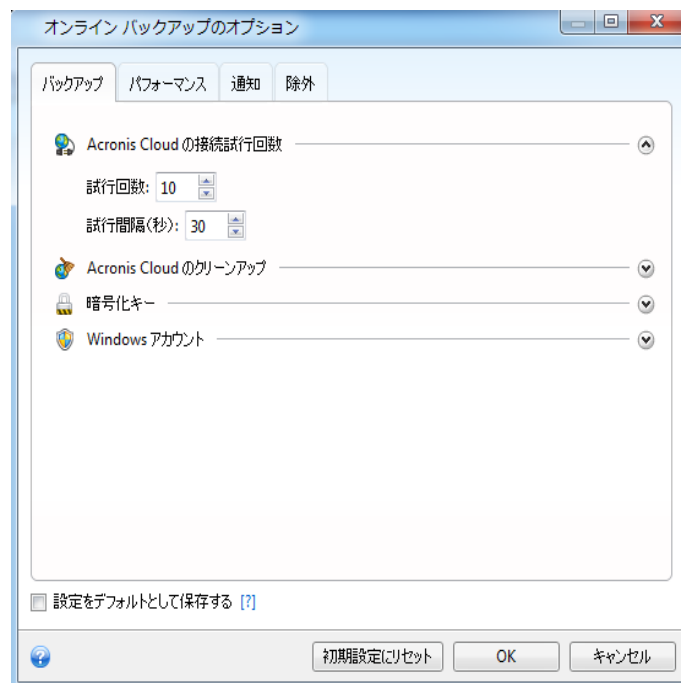 オンライン バックアップのオプション
バックアップ パフォーマンス 通知 除外
Acronis Cloud の接続試行回数
試行回数: 10
試行間隔(秒): 30
Acronis Cloud のクリーンアップ
暗号化キー
Windows アカウント
設定をデフォルトとして保存する [?]
初期設定にリセット OK キャンセル